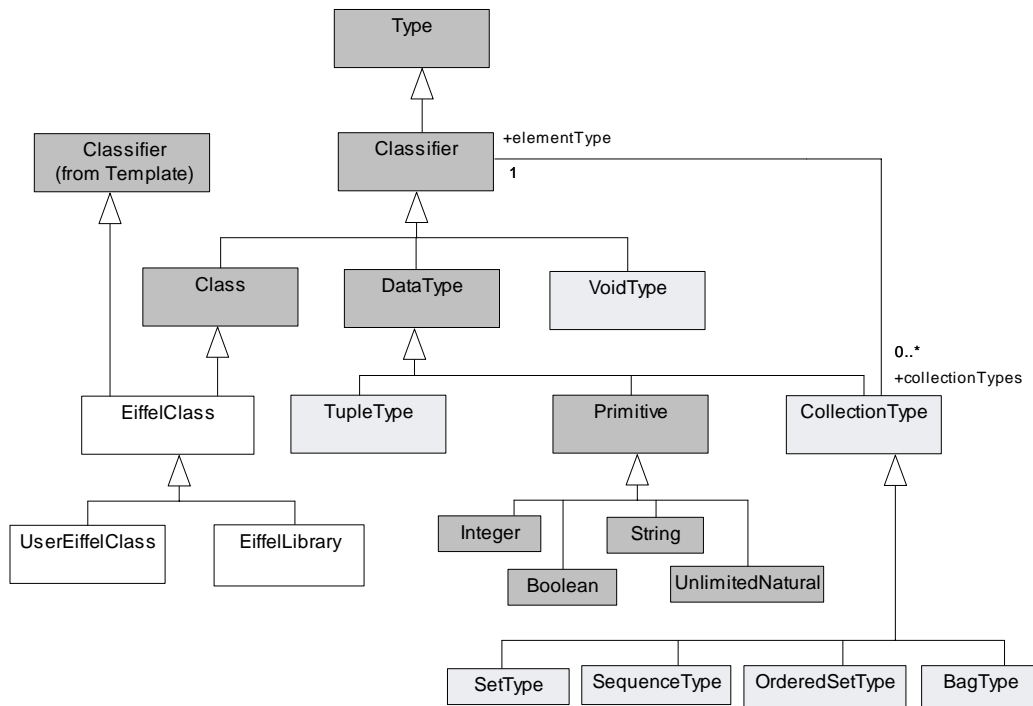 Type
Classifier
(from Template)
Classifier
+elementType
1
Class
DataType
VoidType
0..*
+collectionTypes
EiffelClass
TupleType
Primitive
CollectionType
UserEiffelClass
EiffelLibrary
Integer
String
Boolean
UnlimitedNatural
SetType
SequenceType
OrderedSetType
BagType